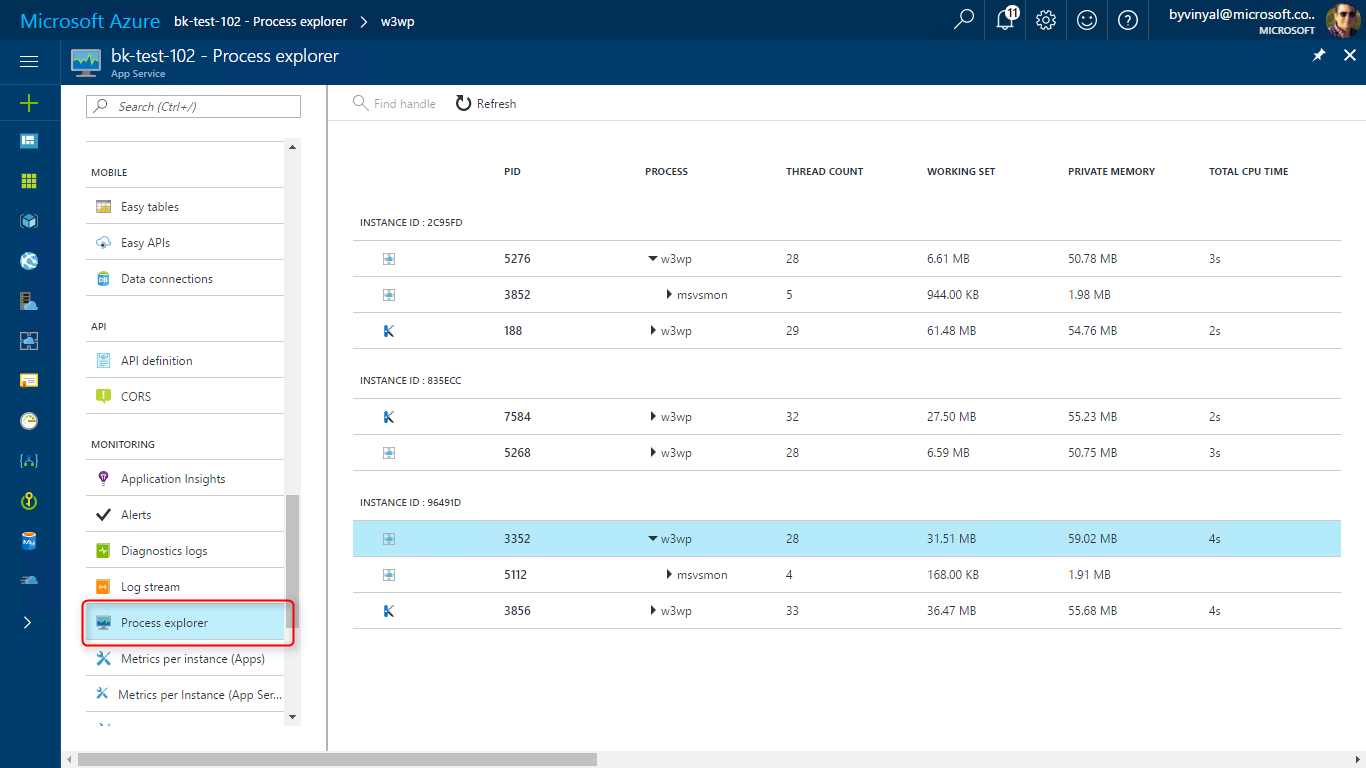 Microsoft Azure bk-test-102 - Process explorer > w3wp 11 byvinyal@microsoft.co..
MICROSOFT
bk-test-102 - Process explorer
App Service
Search (Ctrl+/)
MOBILE
Easy tables
Easy APIs
Data connections
API
API definition
CORS
MONITORING
Application Insights
Alerts
Diagnostics logs
Log stream
Process explorer
Metrics per instance (Apps)
Metrics per Instance (App Ser...
Find handle Refresh
PID PROCESS THREAD COUNT WORKING SET PRIVATE MEMORY TOTAL CPU TIME
INSTANCE ID : 2C95FD
5276 w3wp 28 6.61 MB 50.78 MB 3s
3852 msvsmon 5 944.00 KB 1.98 MB
188 w3wp 29 61.48 MB 54.76 MB 2s
INSTANCE ID : 835ECC
7584 w3wp 32 27.50 MB 55.23 MB 2s
5268 w3wp 28 6.59 MB 50.75 MB 3s
INSTANCE ID : 96491D
3352 w3wp 28 31.51 MB 59.02 MB 4s
5112 msvsmon 4 168.00 KB 1.91 MB
3856 w3wp 33 36.47 MB 55.68 MB 4s